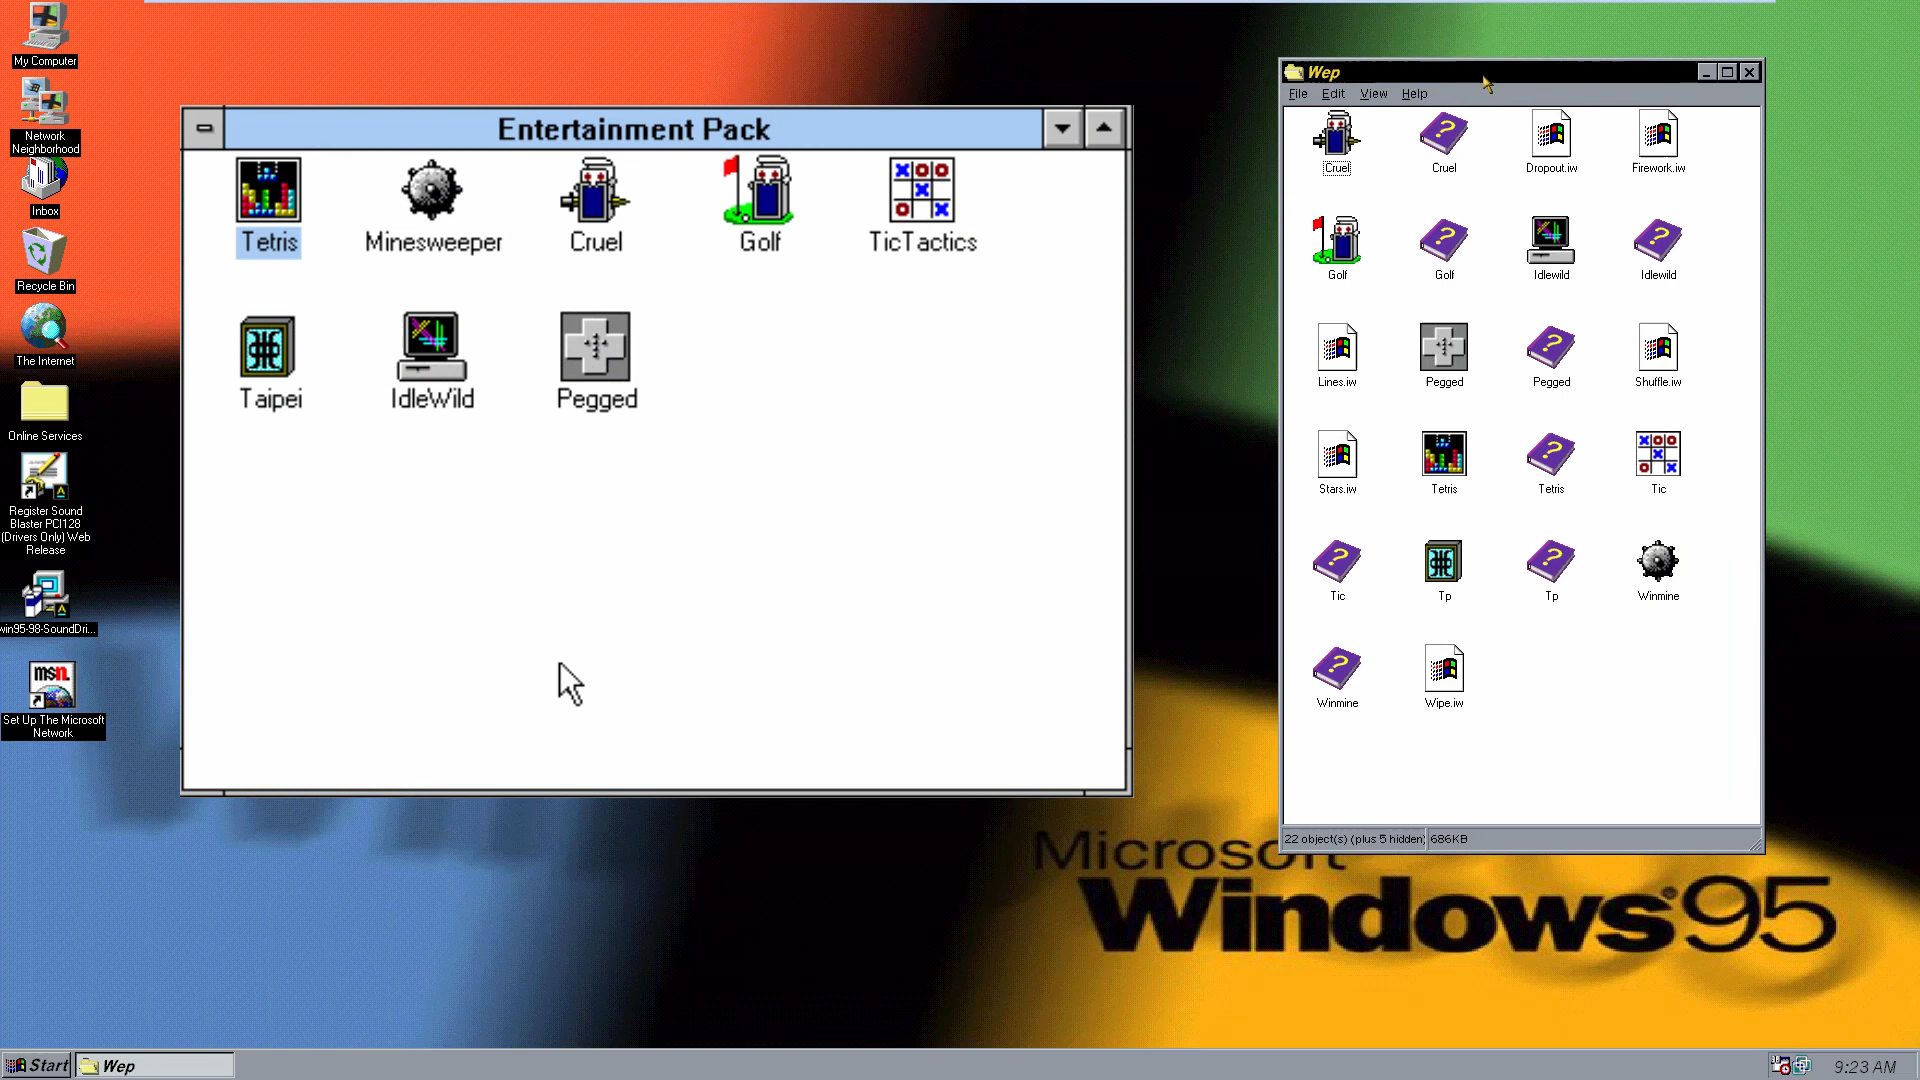 My Computer
Network
Neighborhood
Inbox
Recycle Bin
The Internet
Online Services
Register Sound
Blaster PCI128
(Drivers Only) Web
Release
win95-98-SoundDri...
msn
Set Up The Microsoft
Network
Entertainment Pack
Tetris
Minesweeper
Cruel
Golf
TicTactics
Taipei
IdleWild
Pegged
Wep
File Edit View Help
Cruel
Cruel
Dropout.iw
Firework.iw
Golf
Golf
Idlewild
Idlewild
Lines.iw
Pegged
Pegged
Shuffle.iw
Stars.iw
Tetris
Tetris
Tic
Tic
Tp
Tp
Winmine
Winmine
Wipe.iw
22 object(s) (plus 5 hidden)
686KB
Microsoft
Windows®95
Start
Wep
9:23 AM